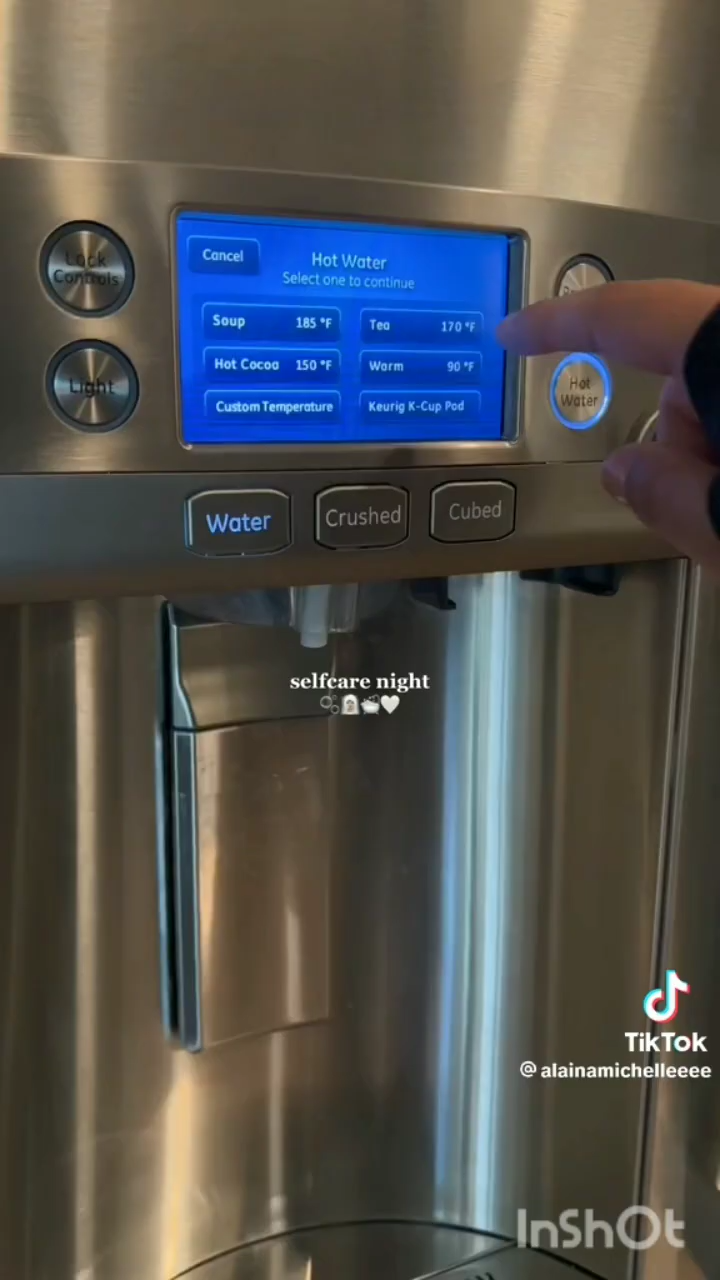 Lock
Controls
Light
Cancel
Hot Water
Select one to continue
Soup 185 °F
Tea 170 °F
Hot Cocoa 150 °F
Warm 90 °F
Custom Temperature
Keurig K-Cup Pod
Hot
Water
Water
Crushed
Cubed
selfcare night
TikTok
@alainamichelleeee
InShOt